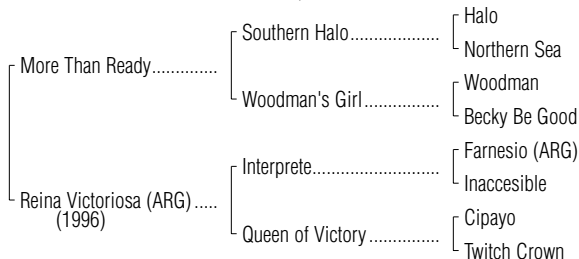 Halo
Southern Halo....................
Northern Sea
More Than Ready..............
Woodman
Woodman's Girl.................
Becky Be Good
Farnesio (ARG)
Interprete...........................
Inaccesible
Reina Victoriosa (ARG) .....
(1996)
Cipayo
Queen of Victory ................
Twitch Crown